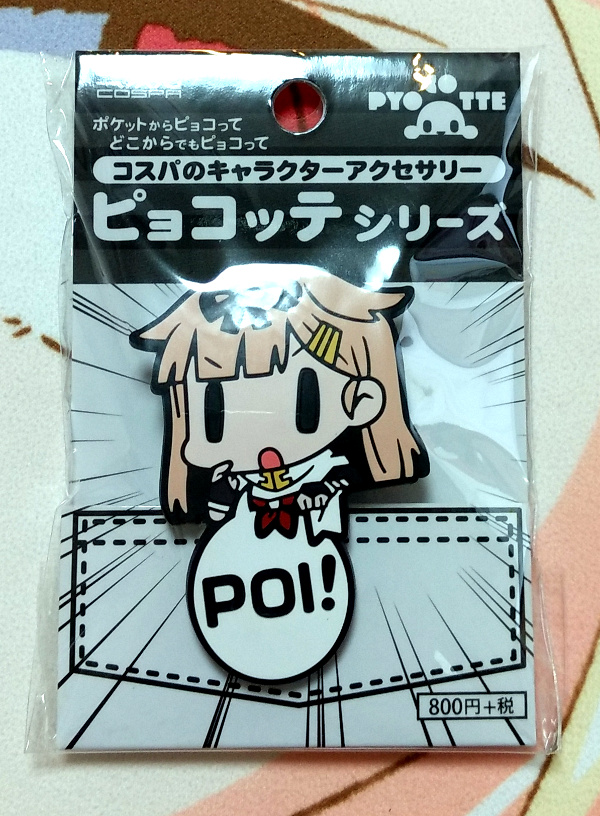 COSPA
PYOCOTTE
ポケットからピョコって
どこからでもピョコって
コスパのキャラクターアクセサリー
ピョコッテ シリーズ
POI!
800円+税